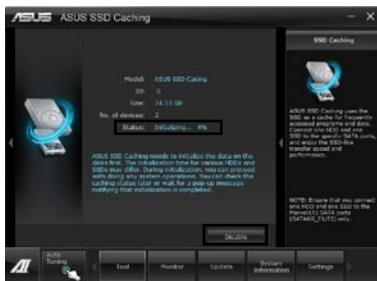 ASUS ASUS SSD Caching
SSD Caching
Model: ASUS SSD Caching
ID: 0
Size: 74.53 GB
No. of devices: 2
Status: Initializing... 4%
ASUS SSD Caching needs to initialize the data on the
disks first. The initialization time for various HDDs and
SSDs may differ. During initialization, you can proceed
with doing any system operations. You can check the
caching status later or wait for a pop-up message
notifying that initialization is completed.
Disable
ASUS SSD Caching uses the
SSD as a cache for frequently
accessed programs and data.
Connect one HDD and one
SSD to the specific SATA ports,
and enjoy the SSD-like
transfer speed and
performance.
NOTE: Ensure that you connect
one HDD and one SSD to the
Marvell(R) SATA ports
Auto
Tuning
Tool
Monitor
Update
System
Information
Settings